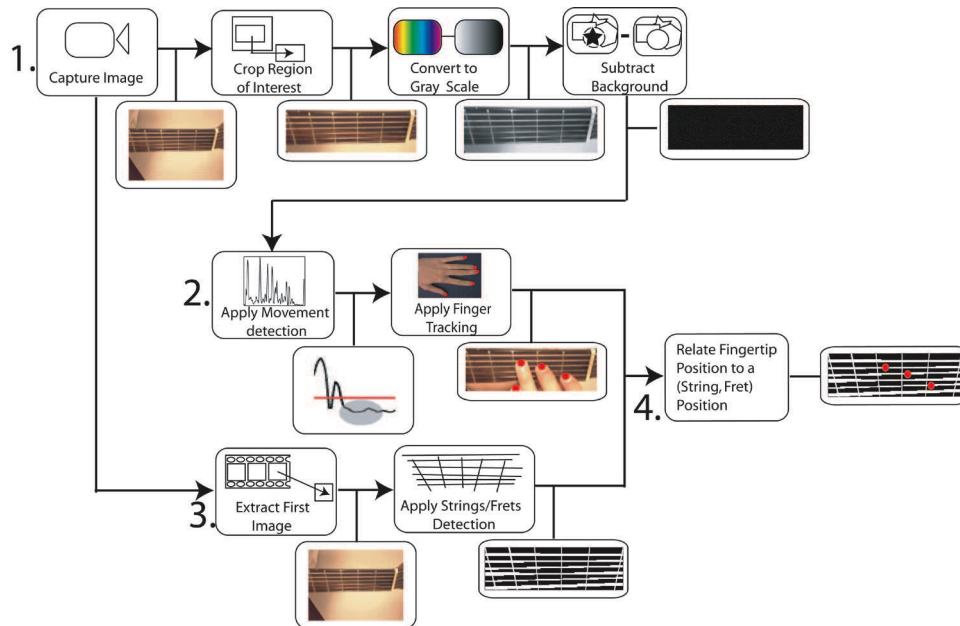 1.
Capture Image
Crop Region
of Interest
Convert to
Gray Scale
Subtract
Background
2.
Apply Movement
detection
Apply Finger
Tracking
Relate Fingertip
Position to a
(String, Fret)
Position
4.
3.
Extract First
Image
Apply Strings/Frets
Detection